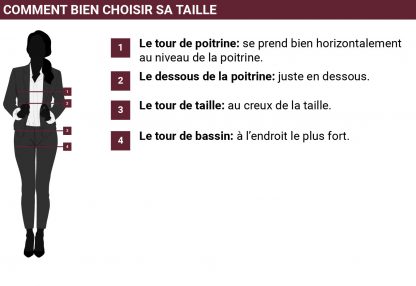 COMMENT BIEN CHOISIR SA TAILLE
1 Le tour de poitrine: se prend bien horizontalement
au niveau de la poitrine.
2 Le dessous de la poitrine: juste en dessous.
3 Le tour de taille: au creux de la taille.
4 Le tour de bassin: à l'endroit le plus fort.
1
2
3
4